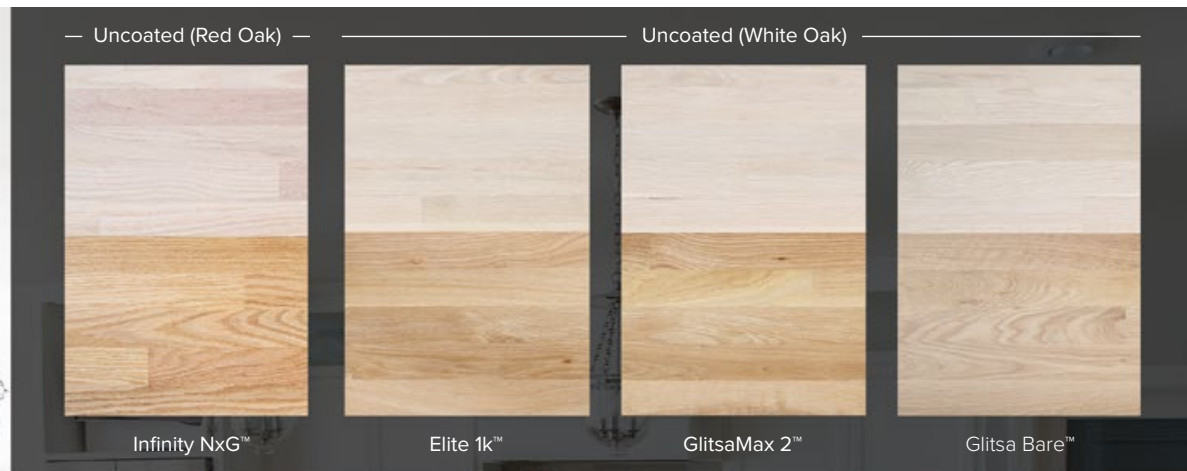 Uncoated (Red Oak)
Uncoated (White Oak)
Infinity NxG™
Elite 1k™
GlitsaMax 2™
Glitsa Bare™